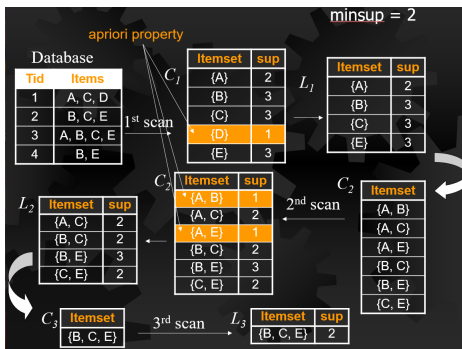 minsup = 2
apriori property
Database
Tid Items
1 A, C, D
2 B, C, E
3 A, B, C, E
4 B, E
1st scan
C1
Itemset sup
{A} 2
{B} 3
{C} 3
{D} 1
{E} 3
L1
Itemset sup
{A} 2
{B} 3
{C} 3
{E} 3
C2
Itemset
{A, B}
{A, C}
{A, E}
{B, C}
{B, E}
{C, E}
2nd scan
C2
Itemset sup
{A, B} 1
{A, C} 2
{A, E} 1
{B, C} 2
{B, E} 3
{C, E} 2
L2
Itemset sup
{A, C} 2
{B, C} 2
{B, E} 3
{C, E} 2
C3
Itemset
{B, C, E}
3rd scan
L3
Itemset sup
{B, C, E} 2